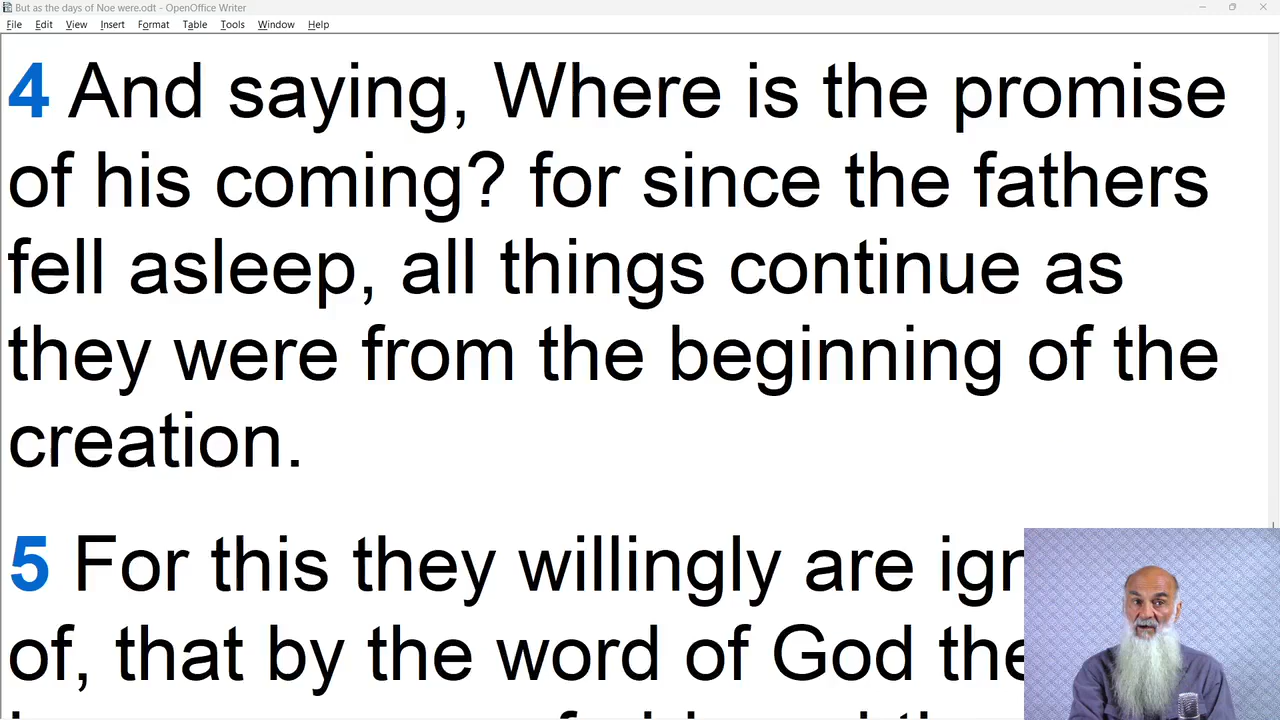 But as the days of Noe were.odt - OpenOffice Writer
File Edit View Insert Format Table Tools Window Help
4 And saying, Where is the promise
of his coming? for since the fathers
fell asleep, all things continue as
they were from the beginning of the
creation.
5 For this they willingly are ign
of, that by the word of God the